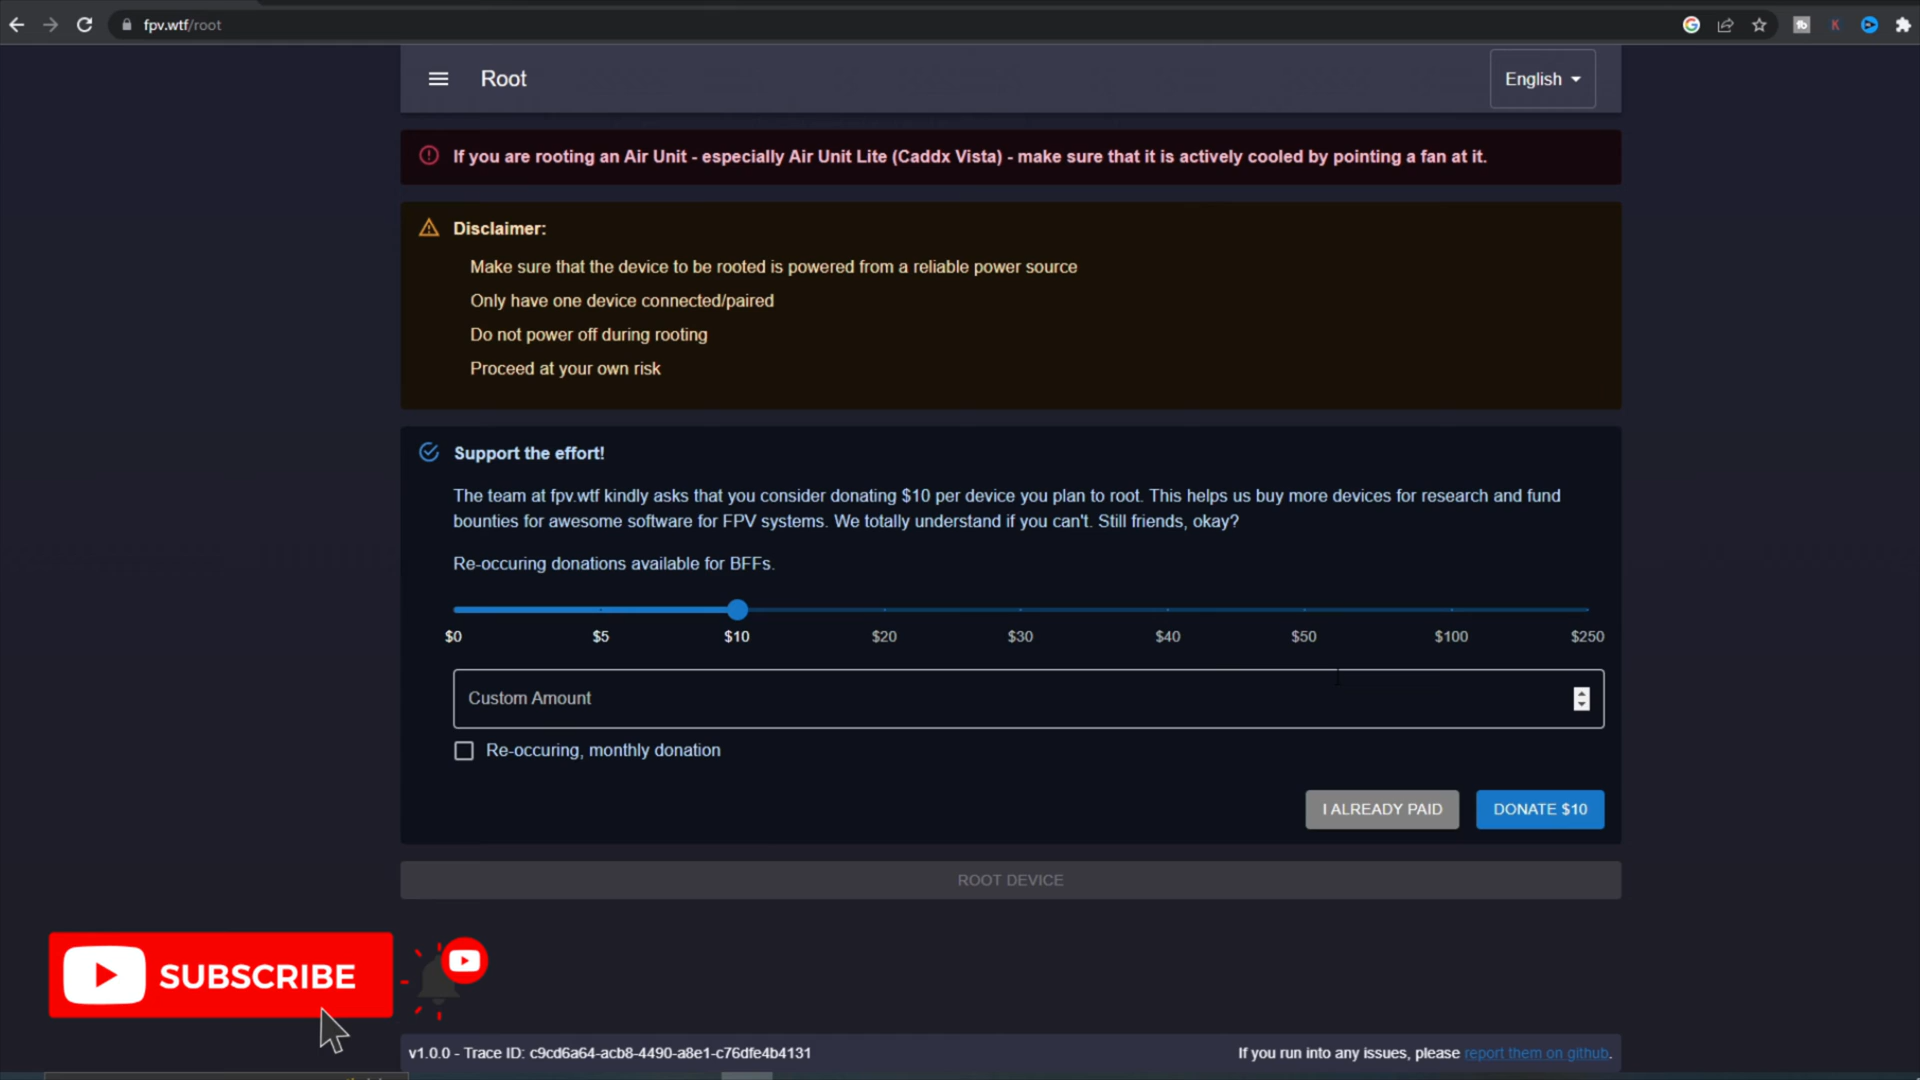 fpv.wtf/root
Root
English
If you are rooting an Air Unit - especially Air Unit Lite (Caddx Vista) - make sure that it is actively cooled by pointing a fan at it.
Disclaimer:
Make sure that the device to be rooted is powered from a reliable power source
Only have one device connected/paired
Do not power off during rooting
Proceed at your own risk
Support the effort!
The team at fpv.wtf kindly asks that you consider donating $10 per device you plan to root. This helps us buy more devices for research and fund
bounties for awesome software for FPV systems. We totally understand if you can't. Still friends, okay?
Re-occuring donations available for BFFs.
$0 $5 $10 $20 $30 $40 $50 $100 $250
Custom Amount
Re-occuring, monthly donation
I ALREADY PAID DONATE $10
ROOT DEVICE
SUBSCRIBE
v1.0.0 - Trace ID: c9cd6a64-acb8-4490-a8e1-c76dfe4b4131 If you run into any issues, please report them on github.